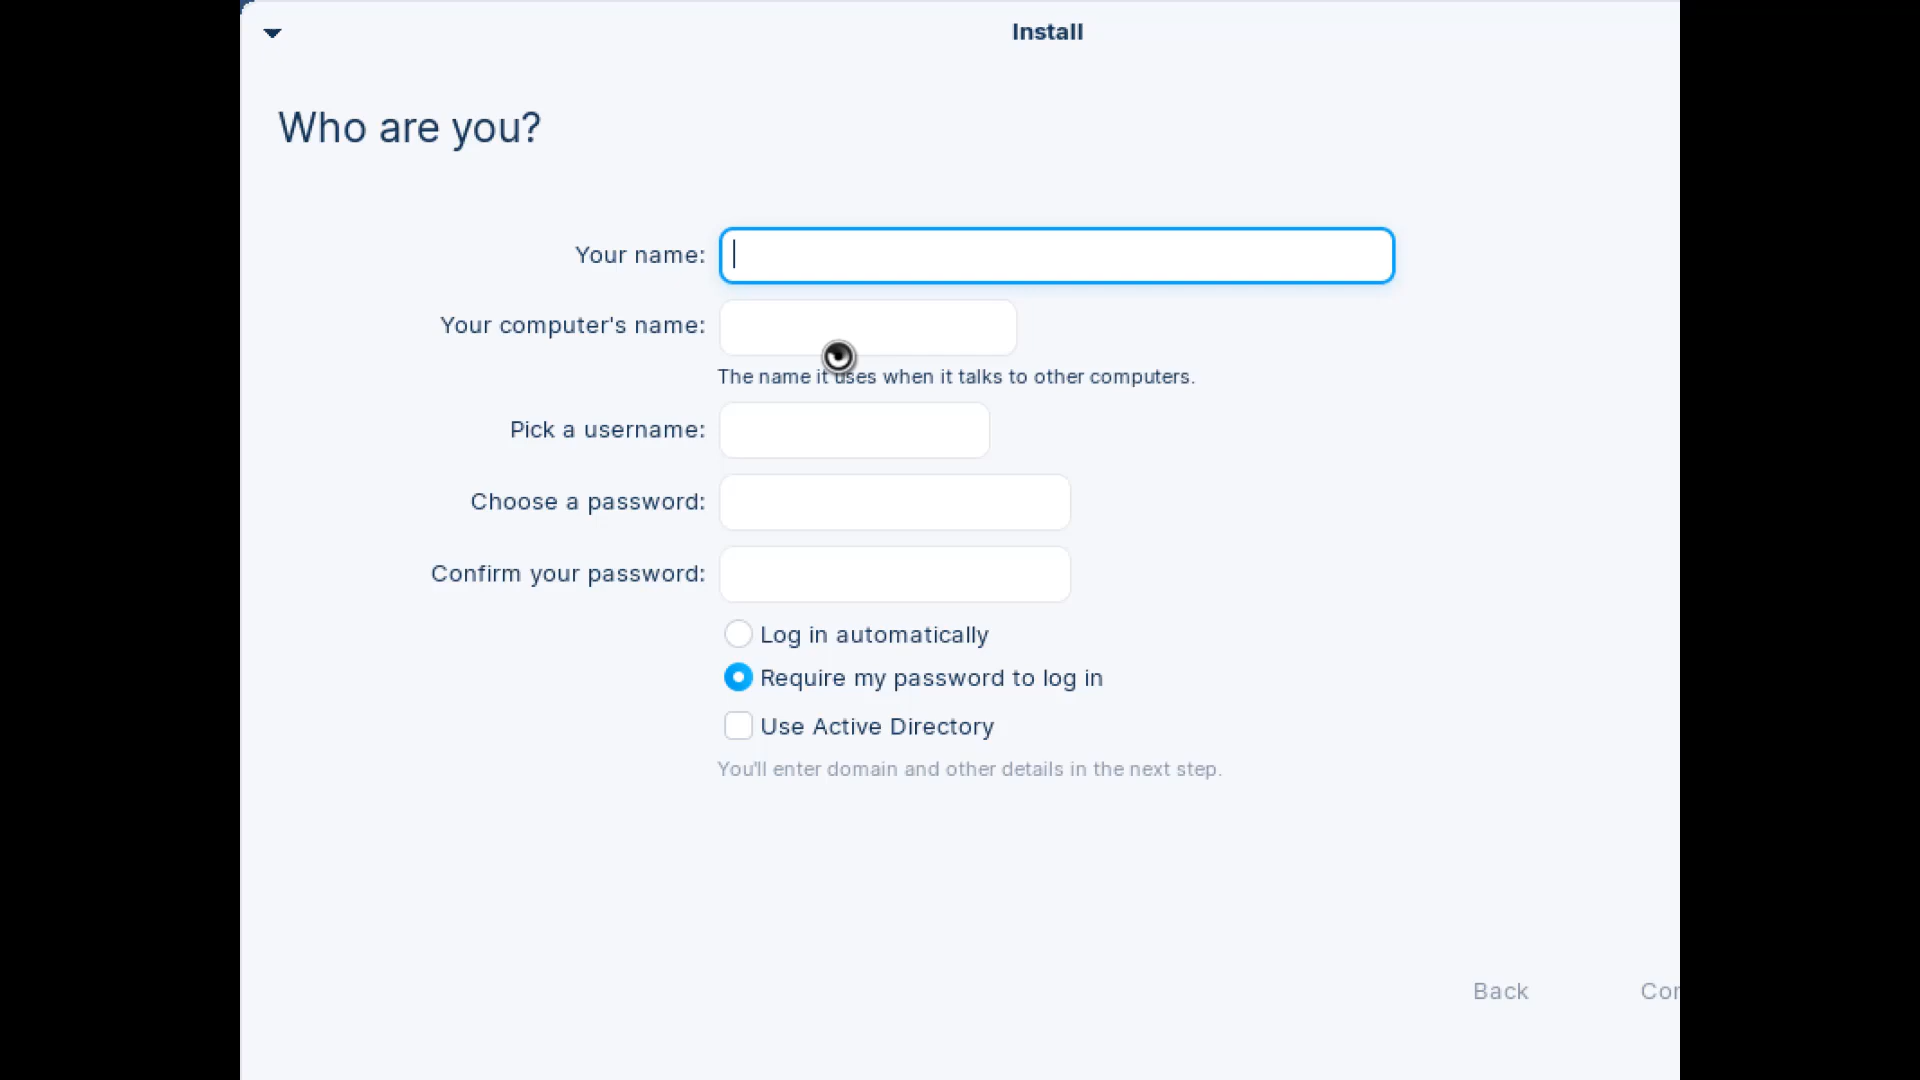 Install
Who are you?
Your name:
Your computer's name:
The name it uses when it talks to other computers.
Pick a username:
Choose a password:
Confirm your password:
Log in automatically
Require my password to log in
Use Active Directory
You'll enter domain and other details in the next step.
Back